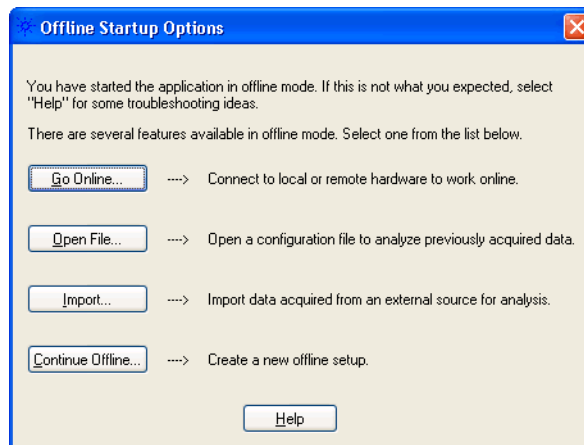 Offline Startup Options
You have started the application in offline mode. If this is not what you expected, select
"Help" for some troubleshooting ideas.
There are several features available in offline mode. Select one from the list below.
Go Online... ----> Connect to local or remote hardware to work online.
Open File... ----> Open a configuration file to analyze previously acquired data.
Import... ----> Import data acquired from an external source for analysis.
Continue Offline... ----> Create a new offline setup.
Help